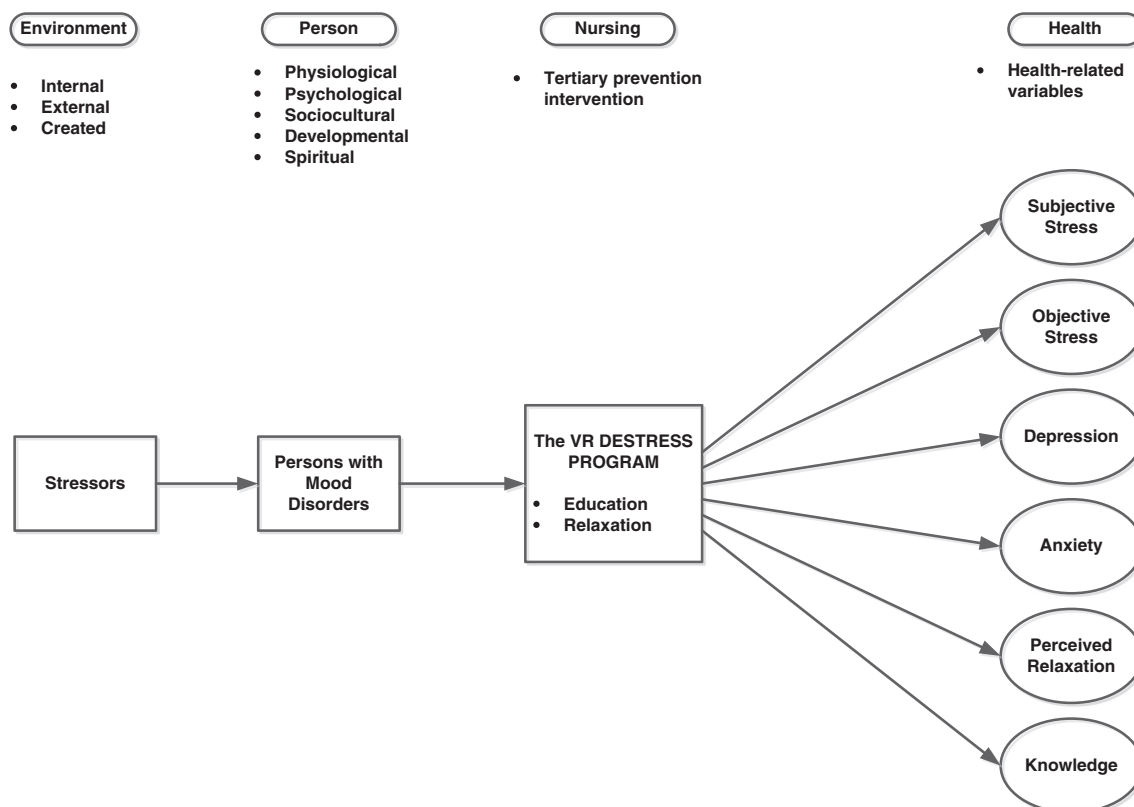 Environment
• Internal
• External
• Created
Person
• Physiological
• Psychological
• Sociocultural
• Developmental
• Spiritual
Nursing
• Tertiary prevention
intervention
Health
• Health-related
variables
Stressors
Persons with
Mood
Disorders
The VR DESTRESS
PROGRAM
• Education
• Relaxation
Subjective
Stress
Objective
Stress
Depression
Anxiety
Perceived
Relaxation
Knowledge